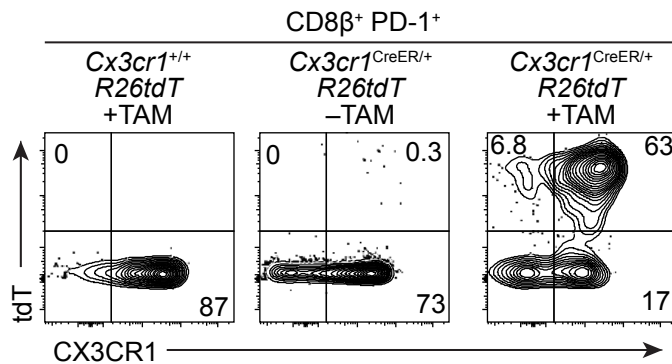 CD8β⁺ PD-1⁺
Cx3cr1⁺/⁺
R26tdT
+TAM
Cx3cr1ᶜʳᵉᴱᴿ/⁺
R26tdT
–TAM
Cx3cr1ᶜʳᵉᴱᴿ/⁺
R26tdT
+TAM
0
87
0
0.3
73
6.8
63
17
tdT
CX3CR1